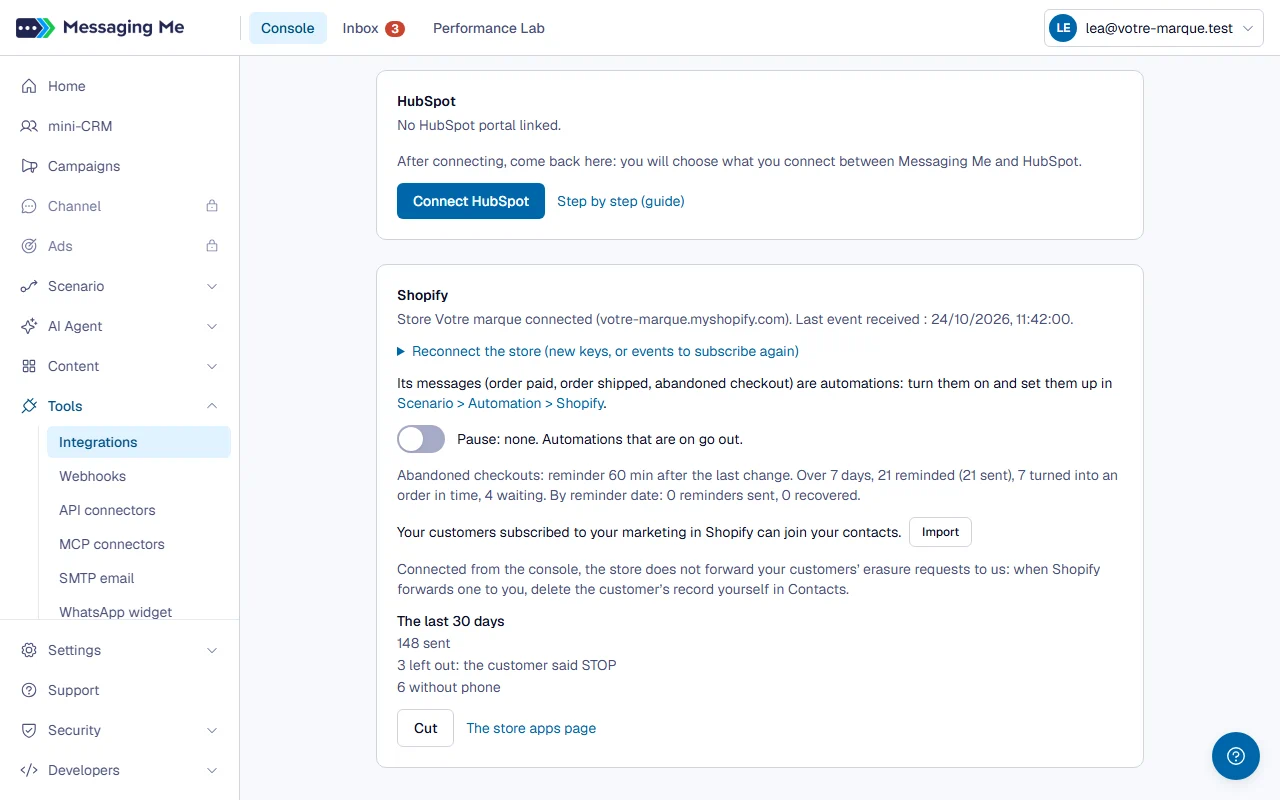 Messaging Me
Console
Inbox 3
Performance Lab
LE lea@votre-marque.test
Home
mini-CRM
Campaigns
Channel
Ads
Scenario
AI Agent
Content
Tools
Integrations
Webhooks
API connectors
MCP connectors
SMTP email
WhatsApp widget
Settings
Support
Security
Developers
HubSpot
No HubSpot portal linked.
After connecting, come back here: you will choose what you connect between Messaging Me and HubSpot.
Connect HubSpot Step by step (guide)
Shopify
Store Votre marque connected (votre-marque.myshopify.com). Last event received : 24/10/2026, 11:42:00.
Reconnect the store (new keys, or events to subscribe again)
Its messages (order paid, order shipped, abandoned checkout) are automations: turn them on and set them up in
Scenario > Automation > Shopify.
Pause: none. Automations that are on go out.
Abandoned checkouts: reminder 60 min after the last change. Over 7 days, 21 reminded (21 sent), 7 turned into an
order in time, 4 waiting. By reminder date: 0 reminders sent, 0 recovered.
Your customers subscribed to your marketing in Shopify can join your contacts. Import
Connected from the console, the store does not forward your customers' erasure requests to us: when Shopify
forwards one to you, delete the customer's record yourself in Contacts.
The last 30 days
148 sent
3 left out: the customer said STOP
6 without phone
Cut The store apps page